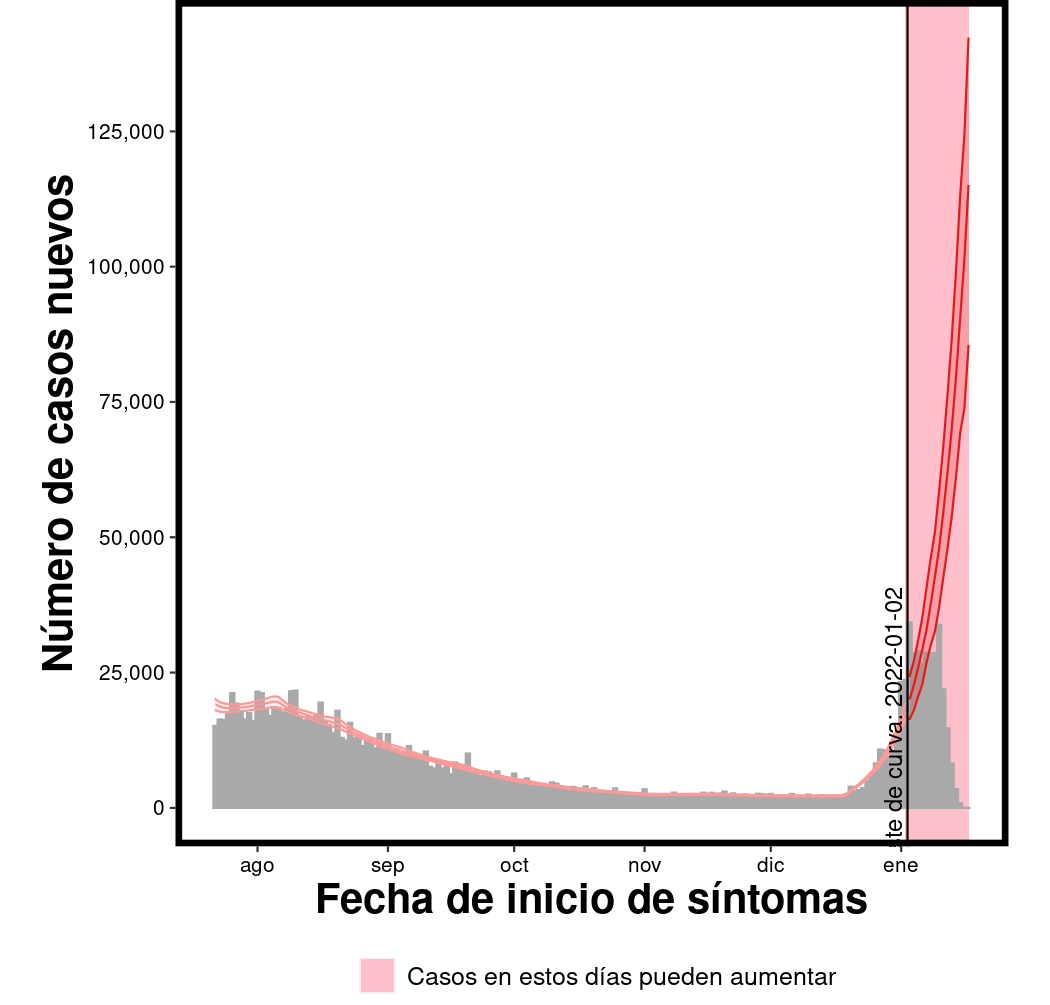 Número de casos nuevos
125,000
100,000
75,000
50,000
25,000
0
curva: 2022-01-02
ago sep oct nov dic ene
Fecha de inicio de síntomas
Casos en estos días pueden aumentar